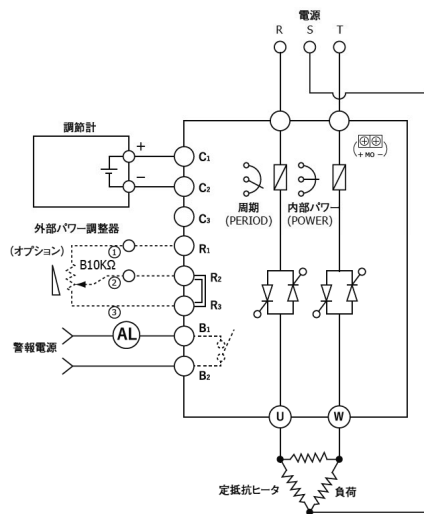 電源
R S T
調節計
+
−
C1
C2
C3
(+ MO −)
周期
(PERIOD)
内部パワー
(POWER)
外部パワー調整器
(オプション)
B10KΩ
①
②
③
R1
R2
R3
AL
警報電源
B1
B2
U
W
定抵抗ヒータ
負荷